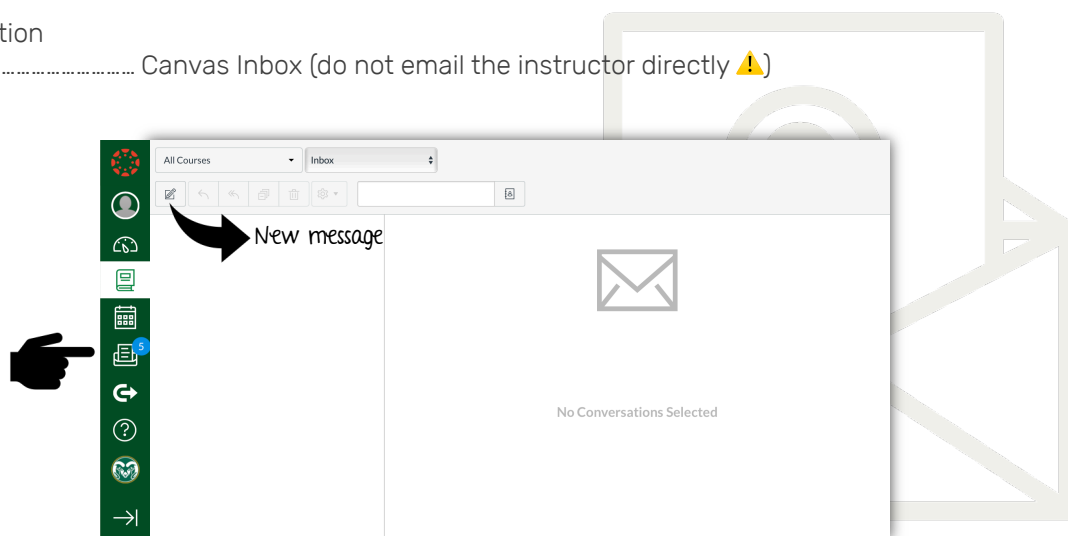 tion
........................ Canvas Inbox (do not email the instructor directly ⚠️)
All Courses
Inbox
New message
5
No Conversations Selected